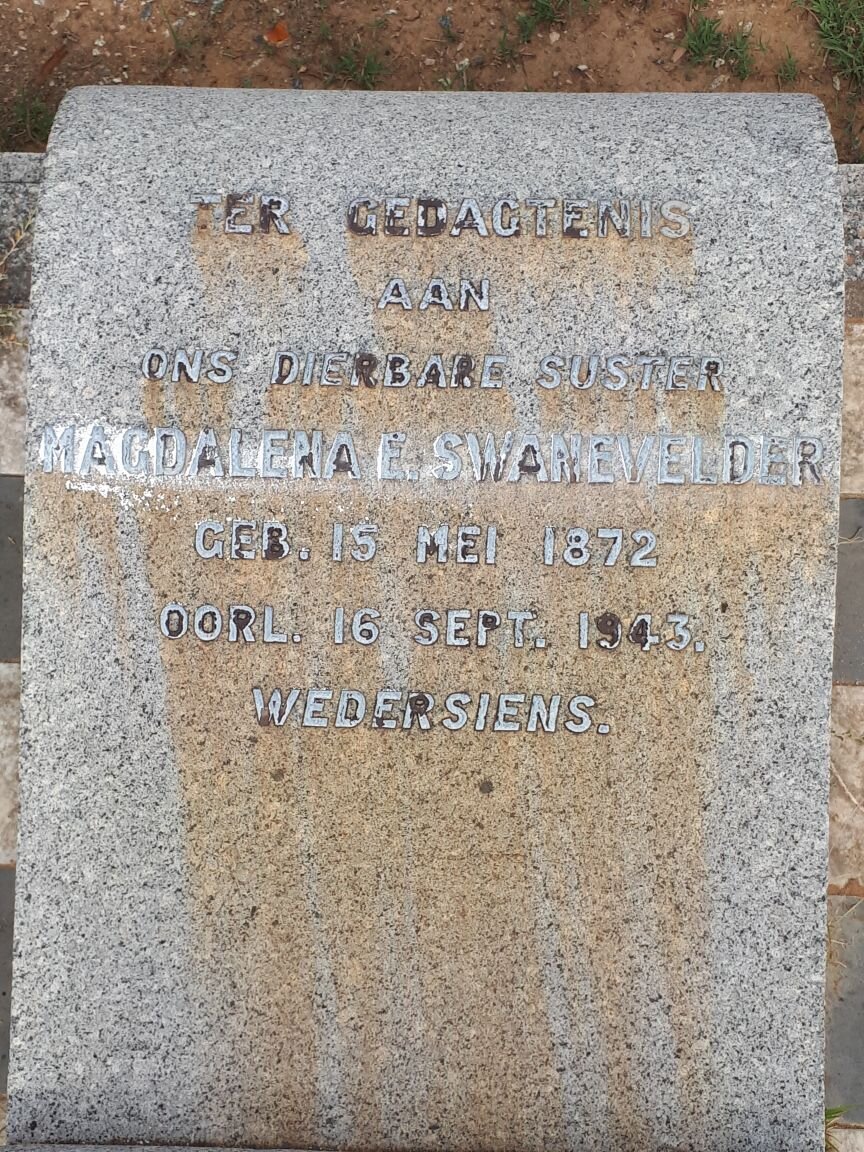 TER GEDAGTENIS
AAN
ONS DIERBARE SUSTER
MAGDALENA E. SWANEVELDER
GEB. 15 MEI 1872
OORL. 16 SEPT. 1943.
WEDERSIENS.